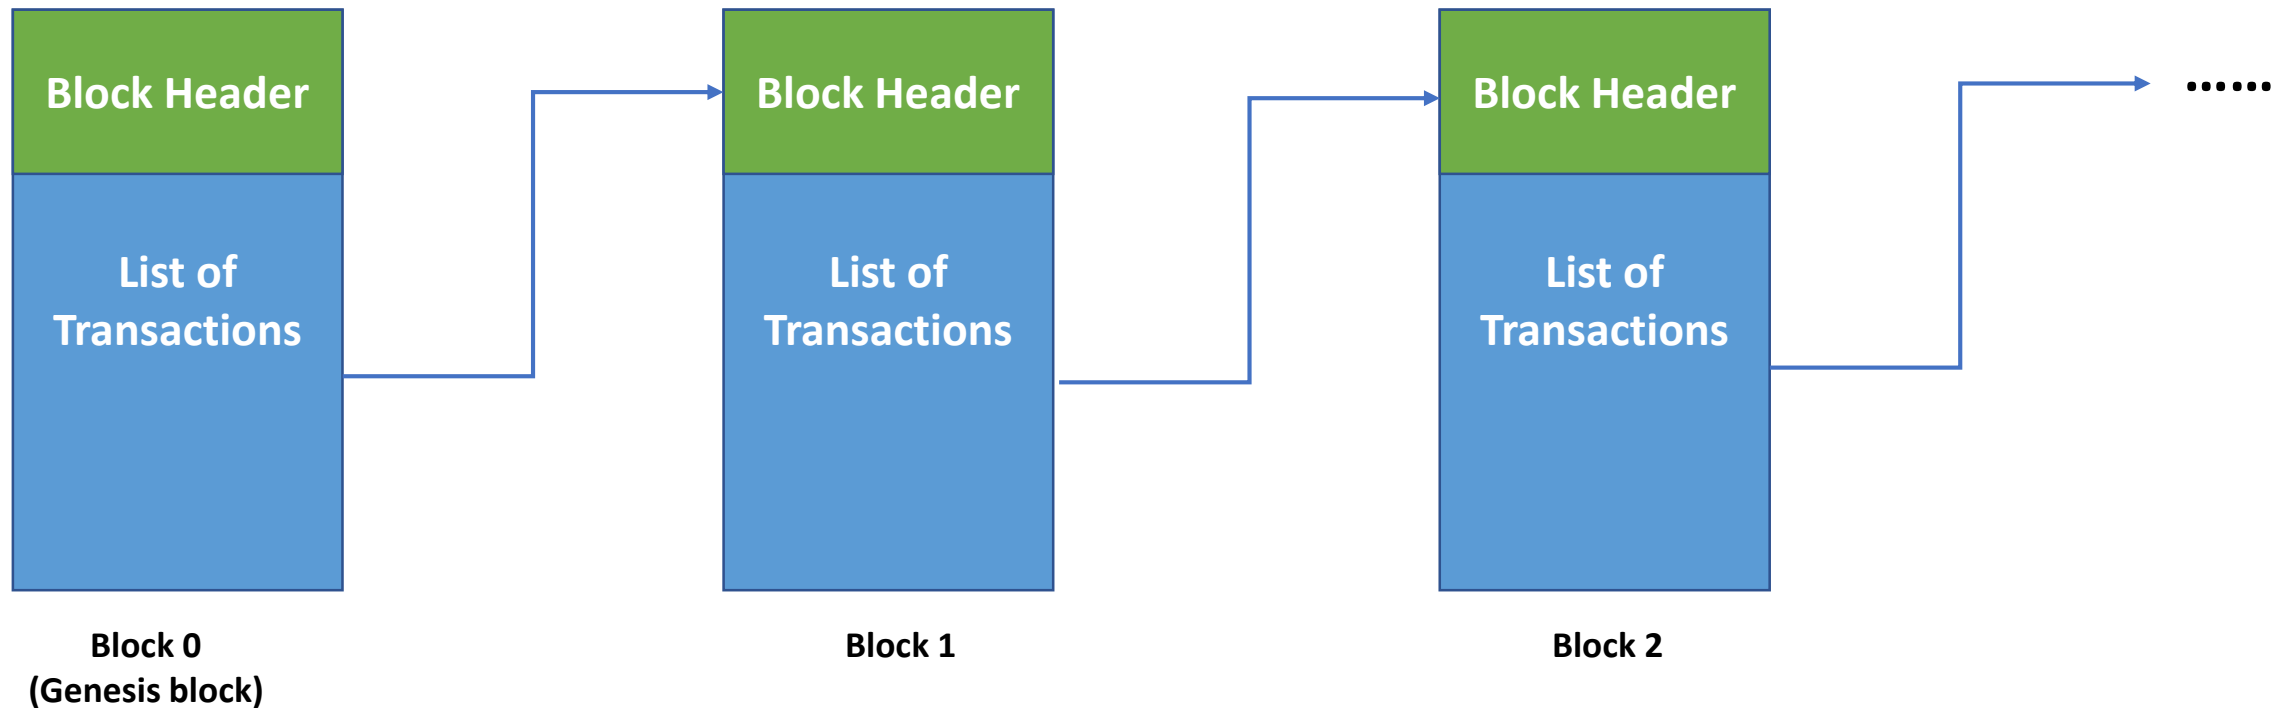 Block Header
List of
Transactions
Block 0
(Genesis block)
Block Header
List of
Transactions
Block 1
Block Header
List of
Transactions
Block 2
......